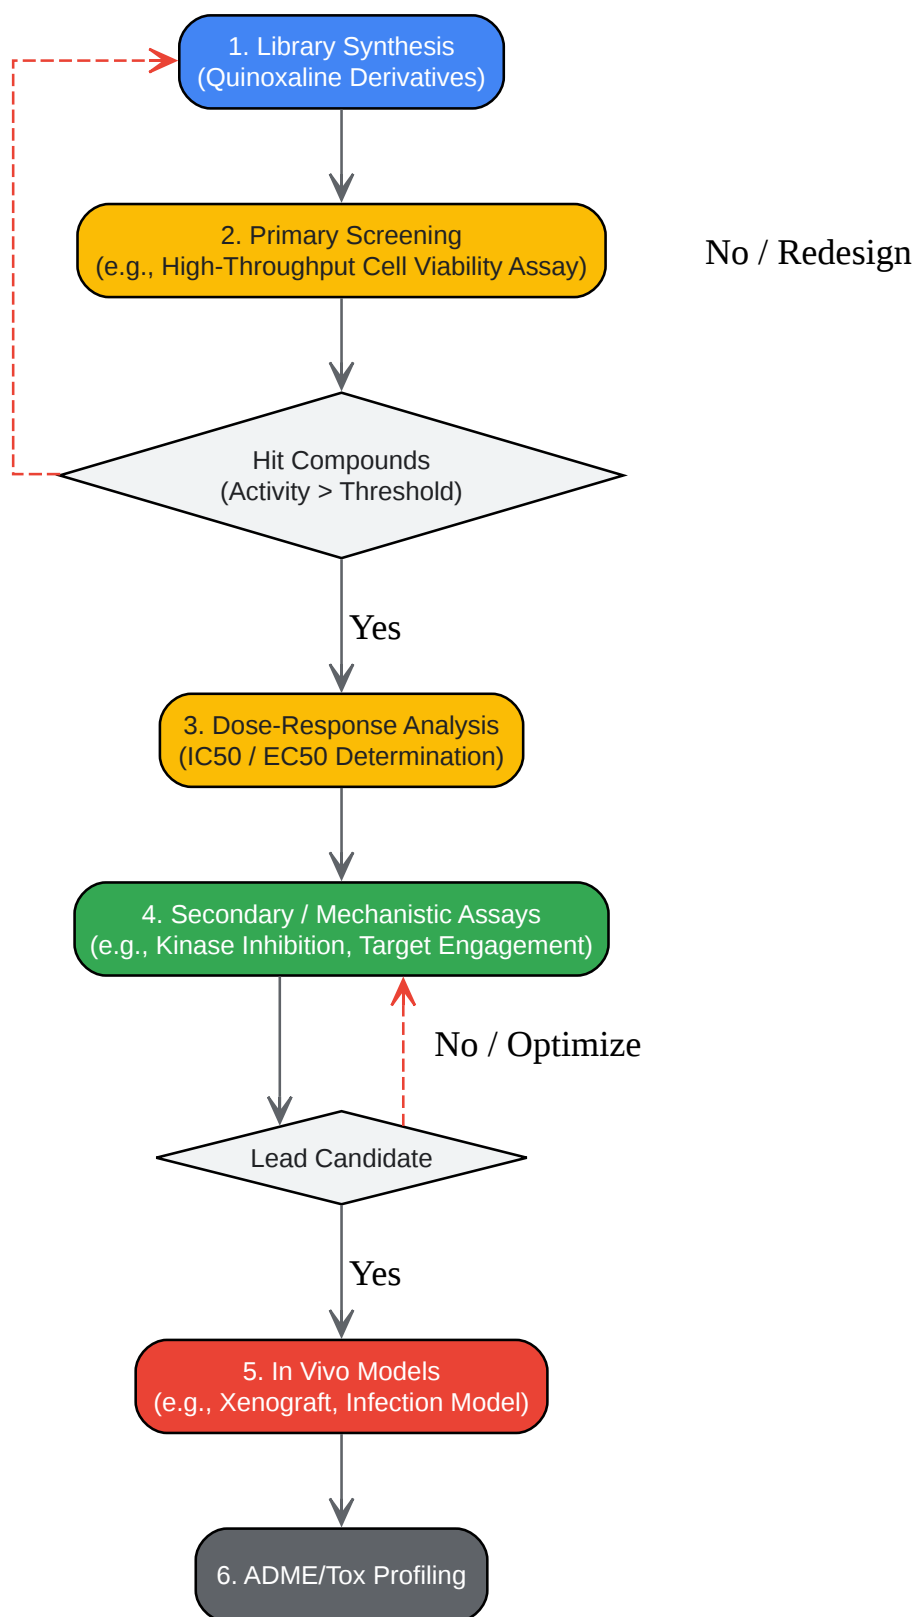 1. Library Synthesis
(Quinoxaline Derivatives)
2. Primary Screening
(e.g., High-Throughput Cell Viability Assay)
No / Redesign
Hit Compounds
(Activity > Threshold)
Yes
3. Dose-Response Analysis
(IC50 / EC50 Determination)
4. Secondary / Mechanistic Assays
(e.g., Kinase Inhibition, Target Engagement)
No / Optimize
Lead Candidate
Yes
5. In Vivo Models
(e.g., Xenograft, Infection Model)
6. ADME/Tox Profiling